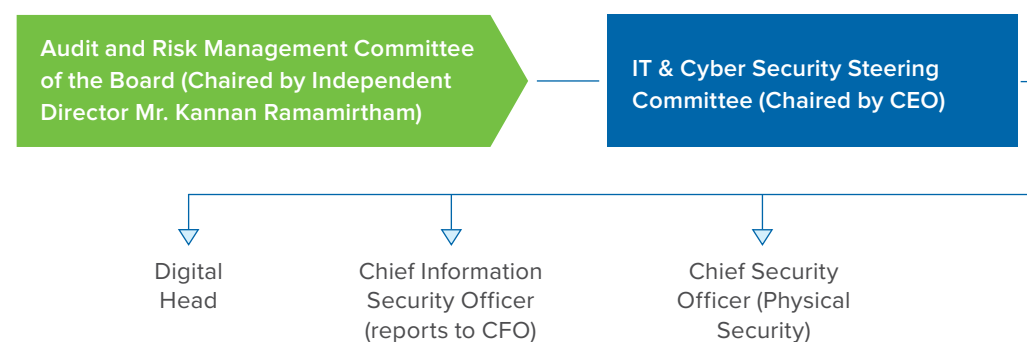 Audit and Risk Management Committee
of the Board (Chaired by Independent
Director Mr. Kannan Ramamirtham)
IT & Cyber Security Steering
Committee (Chaired by CEO)
Digital
Head
Chief Information
Security Officer
(reports to CFO)
Chief Security
Officer (Physical
Security)